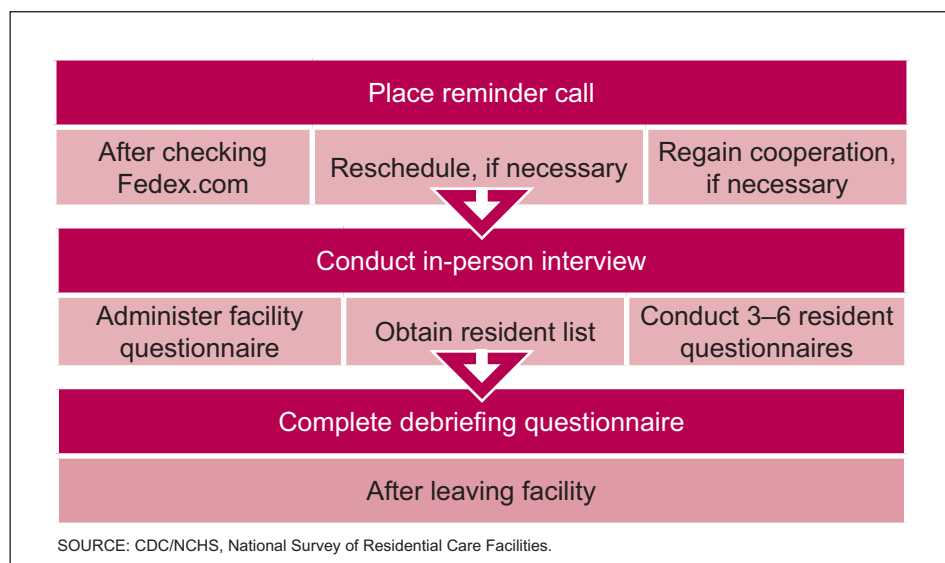 Place reminder call
After checking
Fedex.com
Reschedule, if necessary
Regain cooperation,
if necessary
Conduct in-person interview
Administer facility
questionnaire
Obtain resident list
Conduct 3–6 resident
questionnaires
Complete debriefing questionnaire
After leaving facility
SOURCE: CDC/NCHS, National Survey of Residential Care Facilities.